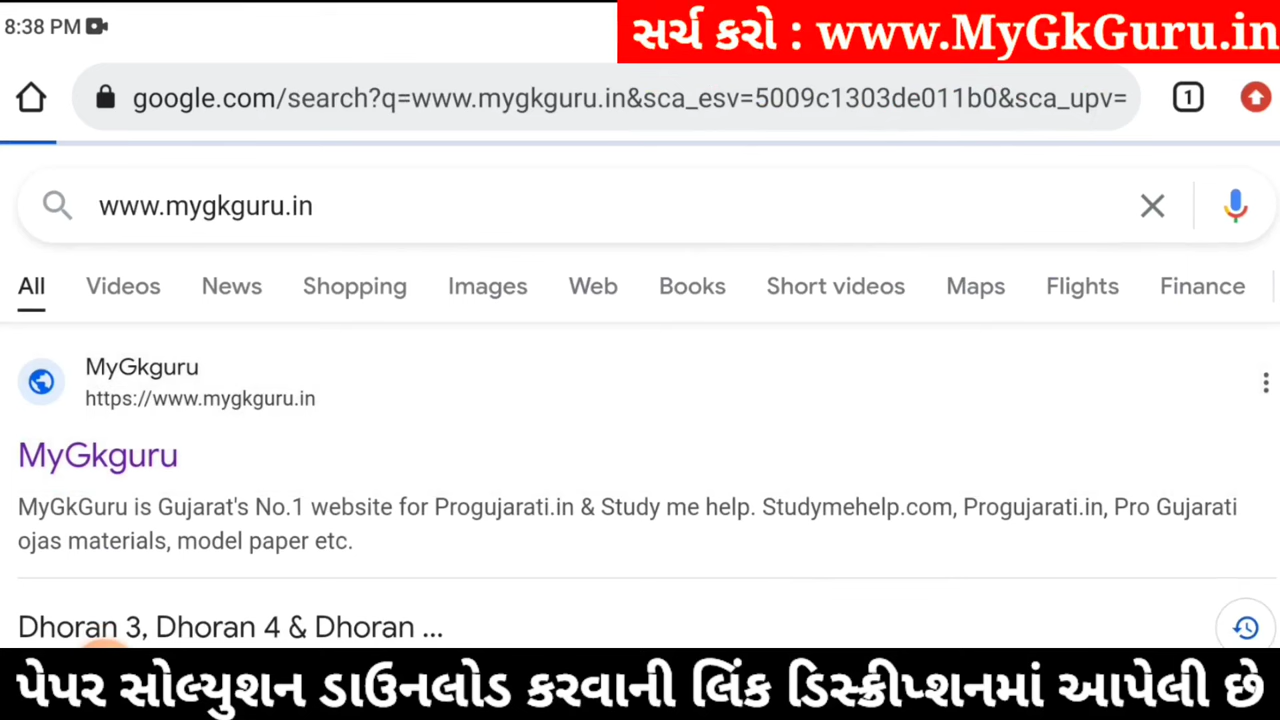 8:38 PM
સર્ચ કરો : www.MyGkGuru.in
google.com/search?q=www.mygkguru.in&sca_esv=5009c1303de011b0&sca_upv=
1
www.mygkguru.in
All Videos News Shopping Images Web Books Short videos Maps Flights Finance
MyGkguru
https://www.mygkguru.in
MyGkguru
MyGkGuru is Gujarat's No.1 website for Progujarati.in & Study me help. Studymehelp.com, Progujarati.in, Pro Gujarati
ojas materials, model paper etc.
Dhoran 3, Dhoran 4 & Dhoran ...
પેપર સોલ્યુશન ડાઉનલોડ કરવાની લિંક ડિસ્ક્રીપ્શનમાં આપેલી છે